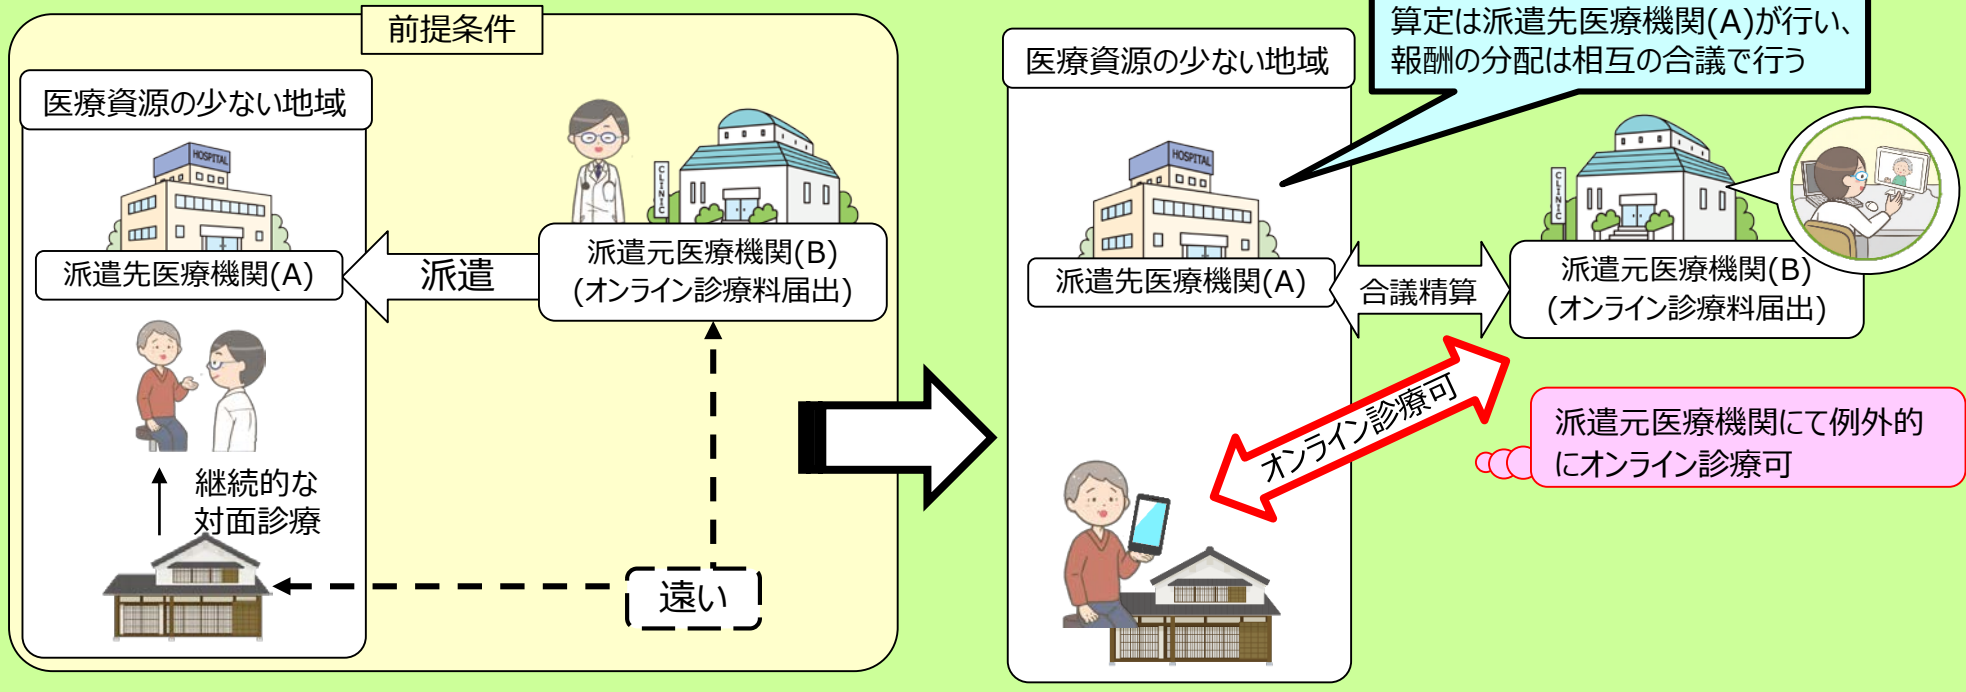 前提条件
医療資源の少ない地域
HOSPITAL
CLINIC
派遣先医療機関(A)
派遣
派遣元医療機関(B)
(オンライン診療料届出)
継続的な
対面診療
遠い
算定は派遣先医療機関(A)が行い、
報酬の分配は相互の合議で行う
医療資源の少ない地域
HOSPITAL
CLINIC
派遣先医療機関(A)
合議精算
派遣元医療機関(B)
(オンライン診療料届出)
オンライン診療可
派遣元医療機関にて例外的
にオンライン診療可